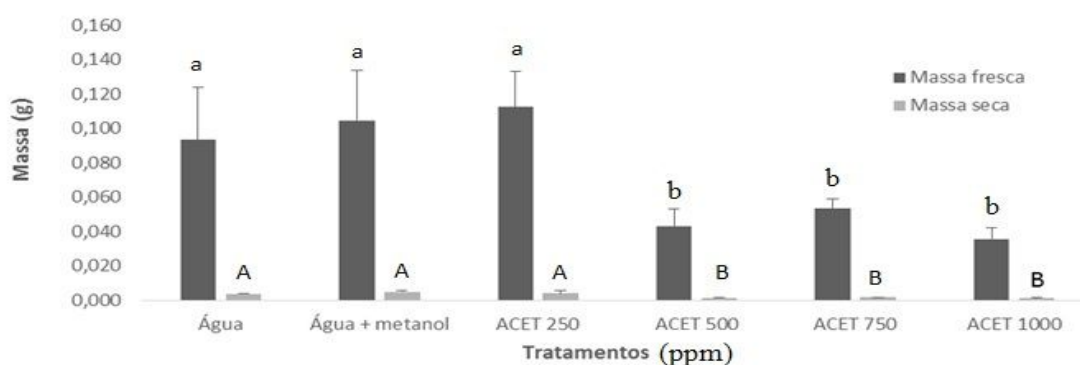 0,160
0,140
0,120
0,100
0,080
0,060
0,040
0,020
0,000
Massa (g)
a a a b b b
A A A B B B
Massa fresca
Massa seca
Água Água + metanol ACET 250 ACET 500 ACET 750 ACET 1000
Tratamentos (ppm)